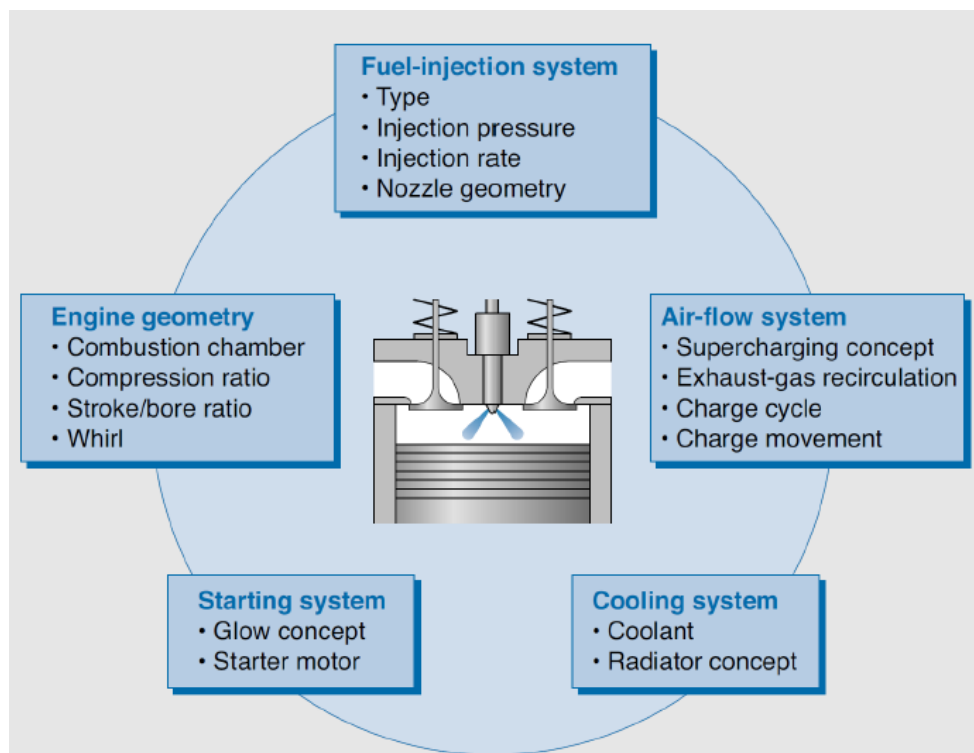 Fuel-injection system
• Type
• Injection pressure
• Injection rate
• Nozzle geometry
Engine geometry
• Combustion chamber
• Compression ratio
• Stroke/bore ratio
• Whirl
Air-flow system
• Supercharging concept
• Exhaust-gas recirculation
• Charge cycle
• Charge movement
Starting system
• Glow concept
• Starter motor
Cooling system
• Coolant
• Radiator concept